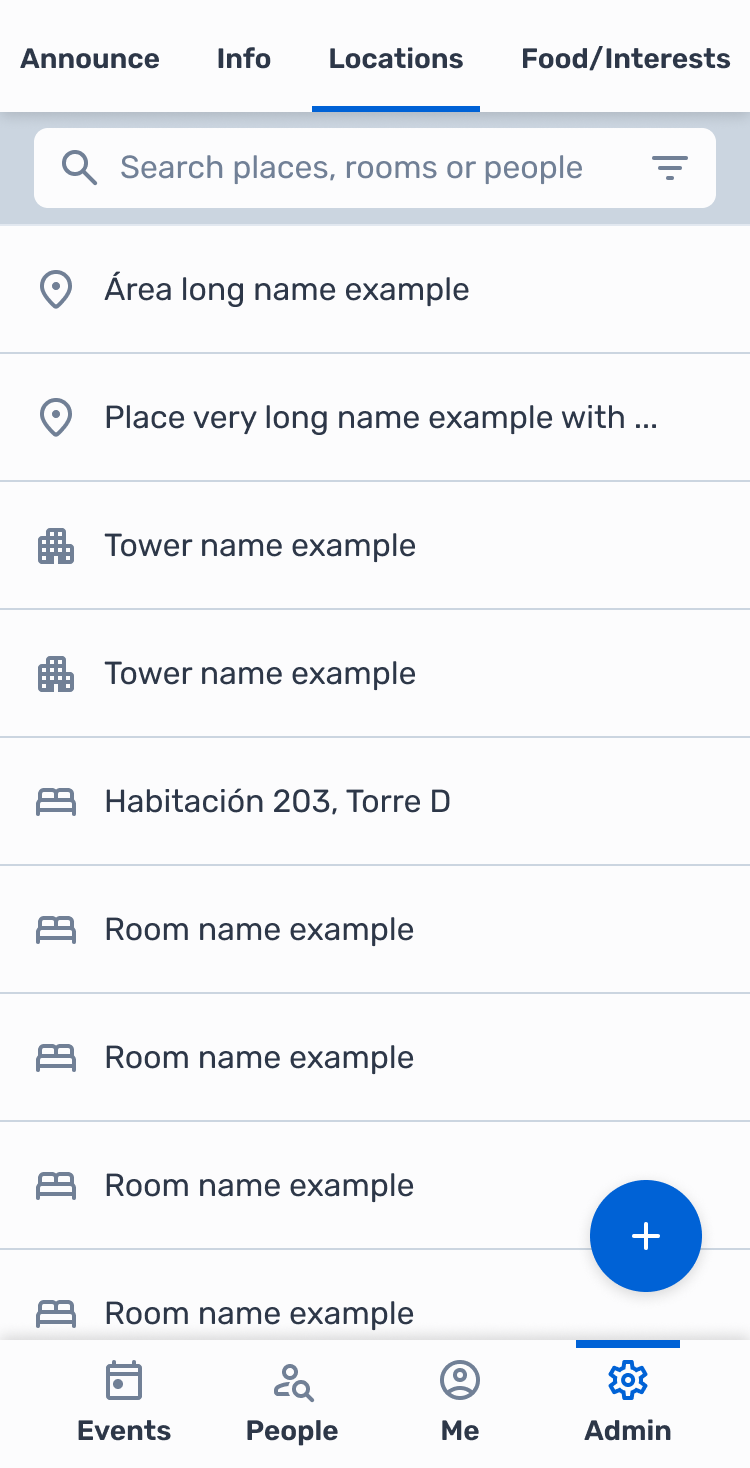 Announce Info Locations Food/Interests
Search places, rooms or people
Área long name example
Place very long name example with ...
Tower name example
Tower name example
Habitación 203, Torre D
Room name example
Room name example
Room name example
Room name example
Events People Me Admin